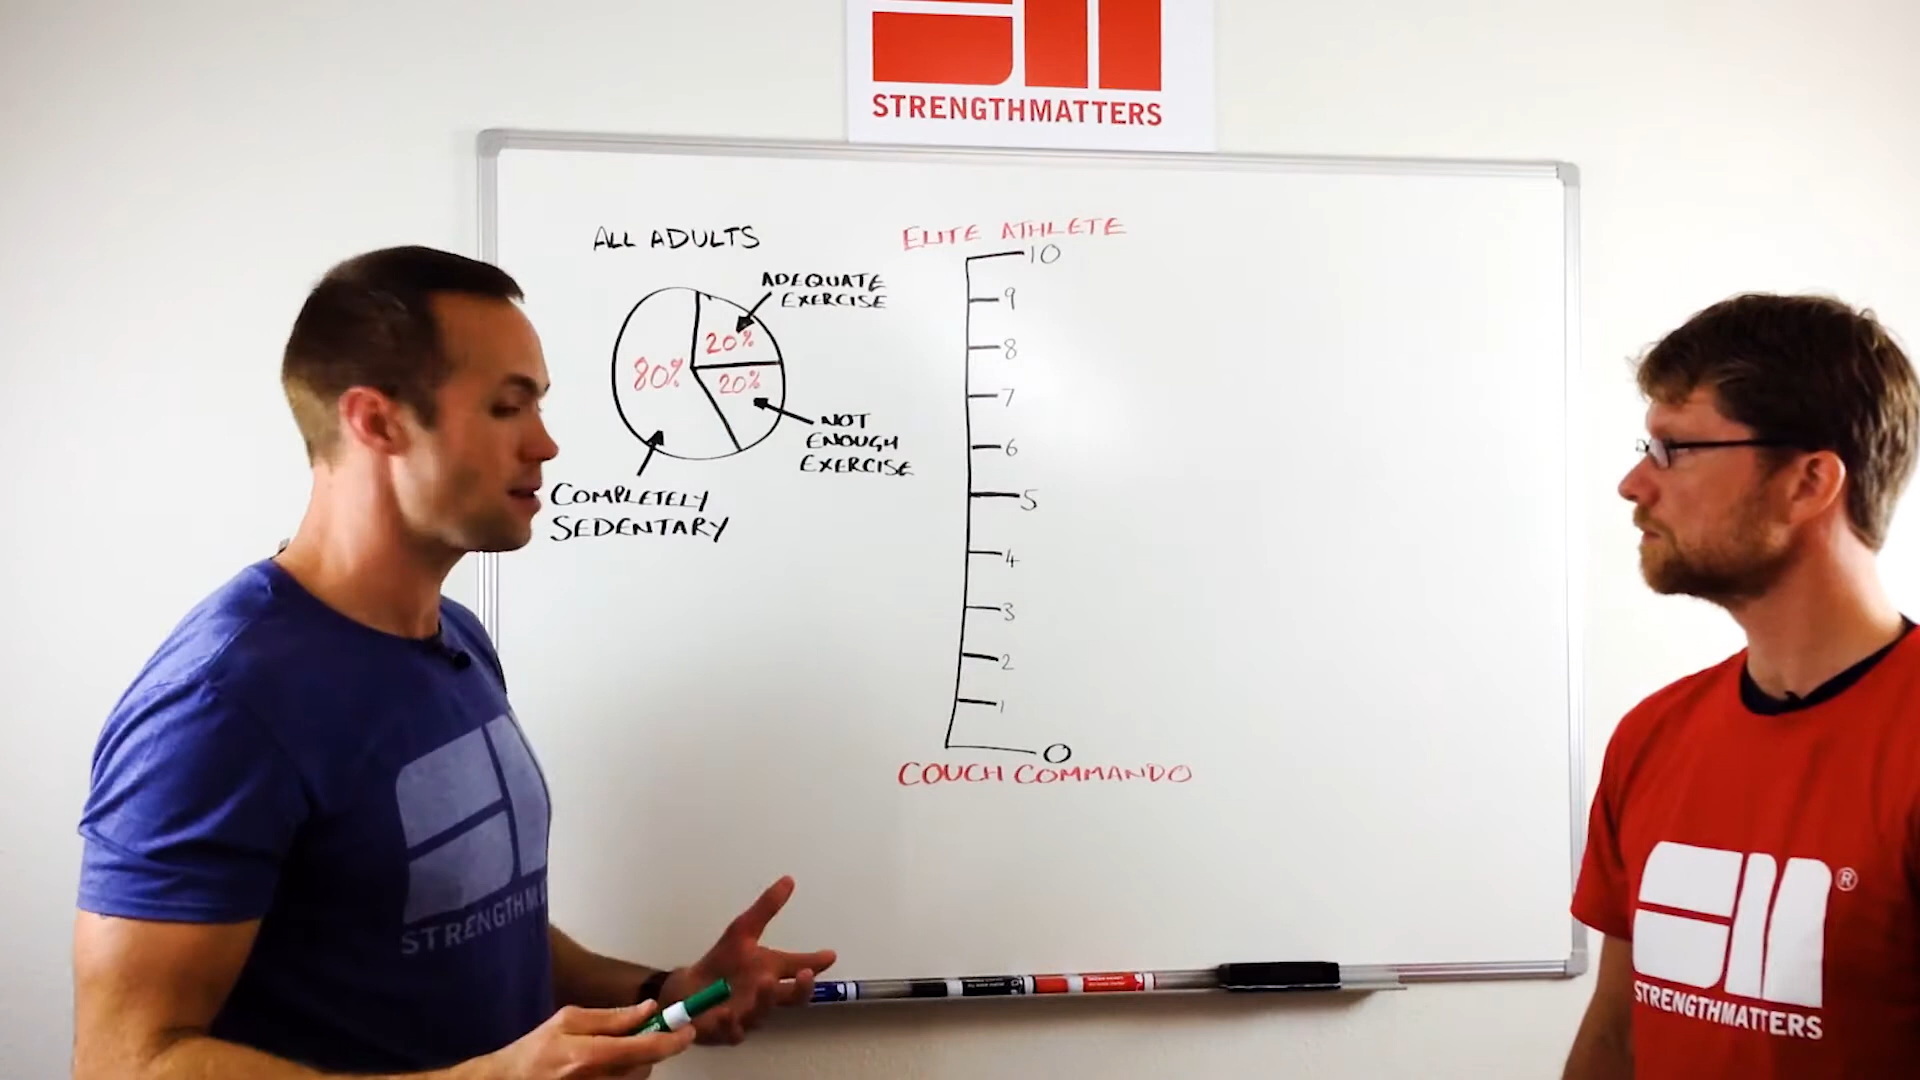 STRENGTHMATTERS
ALL ADULTS
ADEQUATE
EXERCISE
20%
80%
20%
NOT
ENOUGH
EXERCISE
COMPLETELY
SEDENTARY
ELITE ATHLETE
10
9
8
7
6
5
4
3
2
1
0
COUCH COMMANDO
STRENGTHM
®
STRENGTHMATTERS